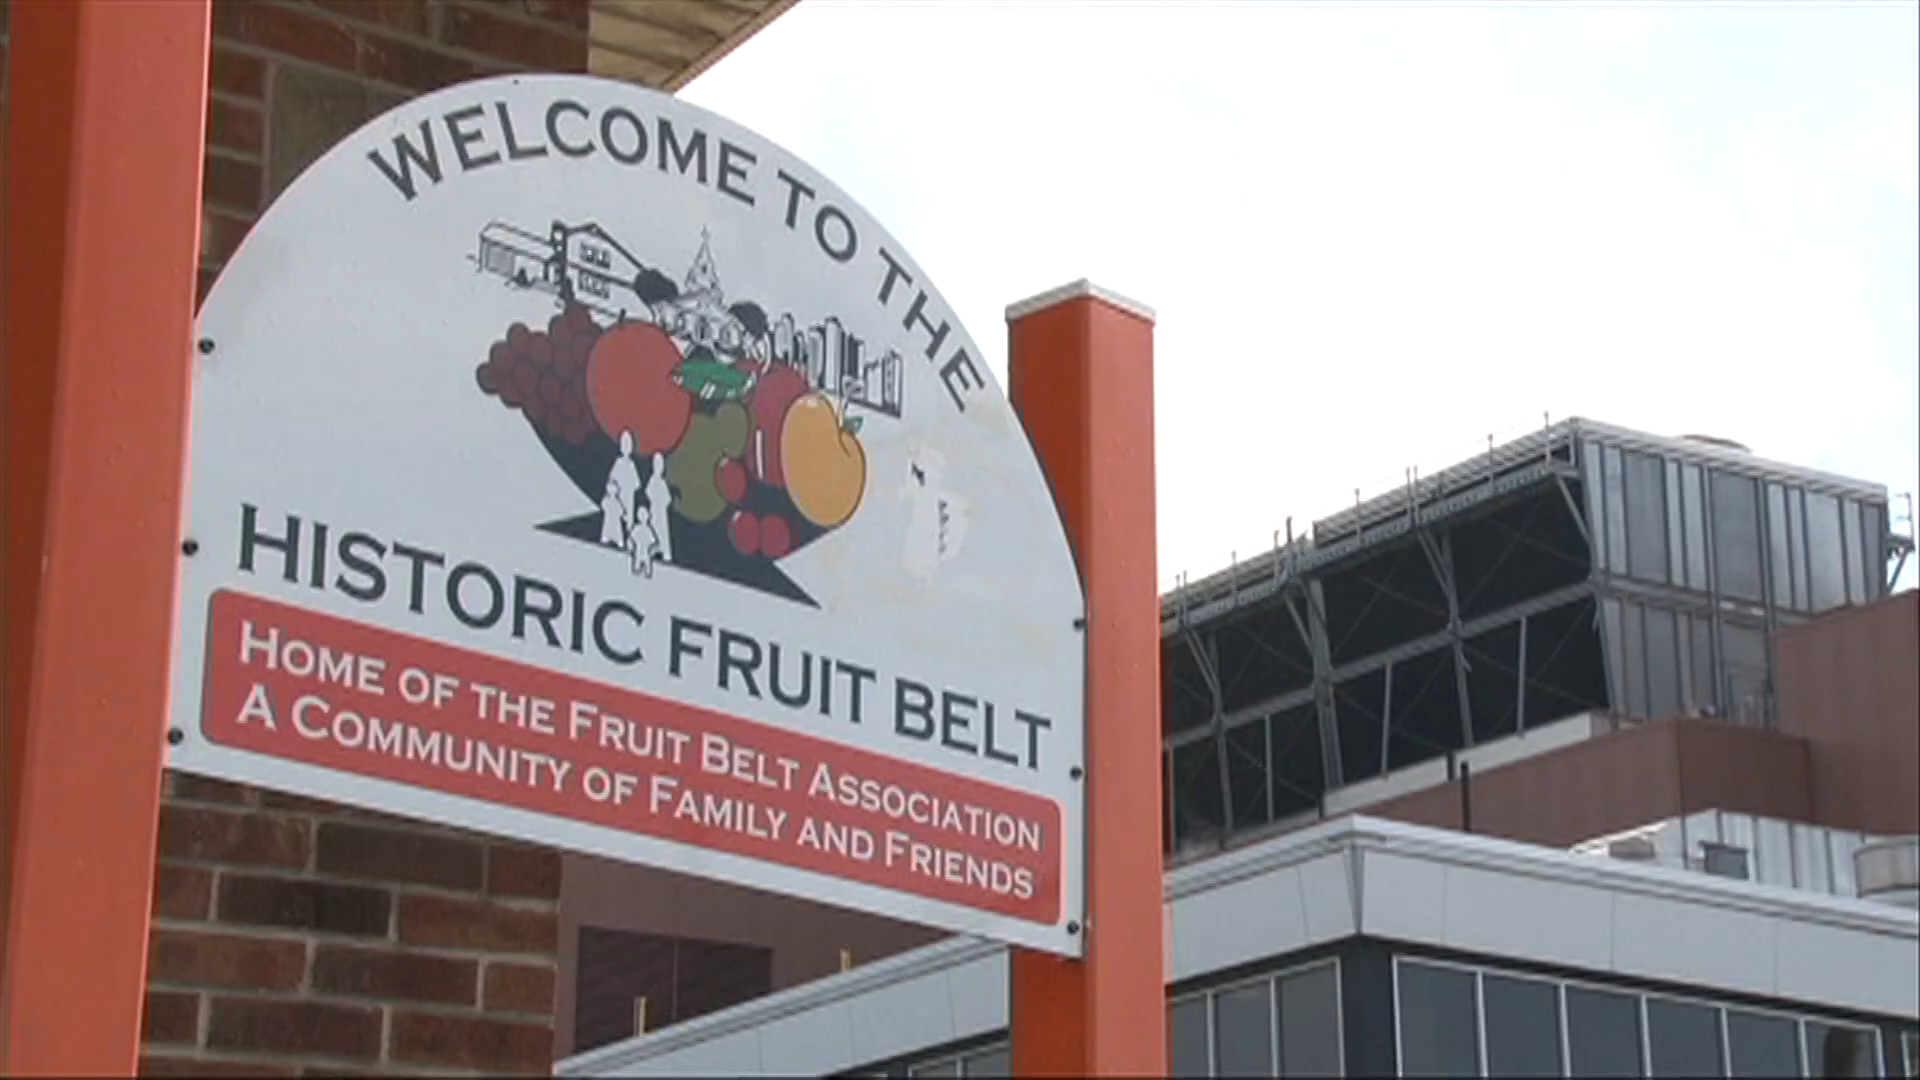 WELCOME TO THE
HISTORIC FRUIT BELT
HOME OF THE FRUIT BELT ASSOCIATION
A COMMUNITY OF FAMILY AND FRIENDS